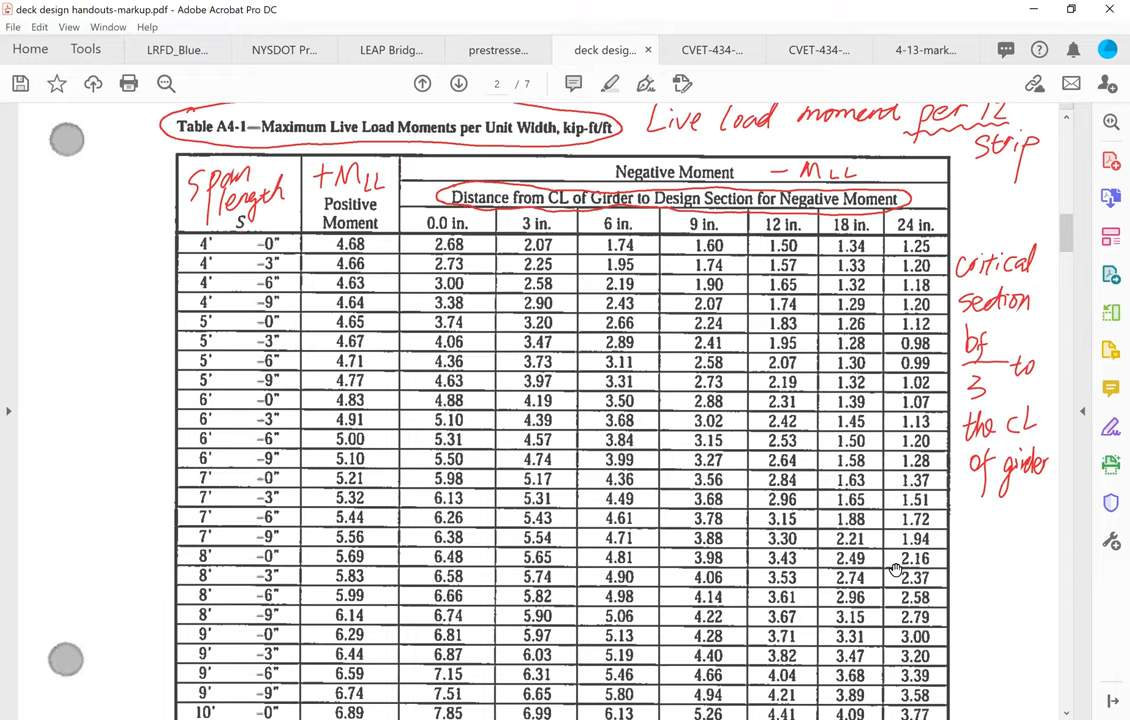 deck design handouts-markup.pdf - Adobe Acrobat Pro DC
File Edit View Window Help
Home Tools LRFD_Blue... NYSDOT Pr... LEAP Bridg... prestresse... deck desig... × CVET-434-... CVET-434-... 4-13-mark...
2 / 7
Live load moment per 12
strip
Table A4-1—Maximum Live Load Moments per Unit Width, kip-ft/ft
Span length +MLL Negative Moment - MLL
S Positive Moment Distance from CL of Girder to Design Section for Negative Moment
0.0 in. 3 in. 6 in. 9 in. 12 in. 18 in. 24 in.
4' -0" 4.68 2.68 2.07 1.74 1.60 1.50 1.34 1.25
4' -3" 4.66 2.73 2.25 1.95 1.74 1.57 1.33 1.20
4' -6" 4.63 3.00 2.58 2.19 1.90 1.65 1.32 1.18
4' -9" 4.64 3.38 2.90 2.43 2.07 1.74 1.29 1.20
5' -0" 4.65 3.74 3.20 2.66 2.24 1.83 1.26 1.12
5' -3" 4.67 4.06 3.47 2.89 2.41 1.95 1.28 0.98
5' -6" 4.71 4.36 3.73 3.11 2.58 2.07 1.30 0.99
5' -9" 4.77 4.63 3.97 3.31 2.73 2.19 1.32 1.02
6' -0" 4.83 4.88 4.19 3.50 2.88 2.31 1.39 1.07
6' -3" 4.91 5.10 4.39 3.68 3.02 2.42 1.45 1.13
6' -6" 5.00 5.31 4.57 3.84 3.15 2.53 1.50 1.20
6' -9" 5.10 5.50 4.74 3.99 3.27 2.64 1.58 1.28
7' -0" 5.21 5.98 5.17 4.36 3.56 2.84 1.63 1.37
7' -3" 5.32 6.13 5.31 4.49 3.68 2.96 1.65 1.51
7' -6" 5.44 6.26 5.43 4.61 3.78 3.15 1.88 1.72
7' -9" 5.56 6.38 5.54 4.71 3.88 3.30 2.21 1.94
8' -0" 5.69 6.48 5.65 4.81 3.98 3.43 2.49 2.16
8' -3" 5.83 6.58 5.74 4.90 4.06 3.53 2.74 2.37
8' -6" 5.99 6.66 5.82 4.98 4.14 3.61 2.96 2.58
8' -9" 6.14 6.74 5.90 5.06 4.22 3.67 3.15 2.79
9' -0" 6.29 6.81 5.97 5.13 4.28 3.71 3.31 3.00
9' -3" 6.44 6.87 6.03 5.19 4.40 3.82 3.47 3.20
9' -6" 6.59 7.15 6.31 5.46 4.66 4.04 3.68 3.39
9' -9" 6.74 7.51 6.65 5.80 4.94 4.21 3.89 3.58
10' -0" 6.89 7.85 6.99 6.13 5.26 4.41 4.09 3.77
critical
section
bf
3 to
the CL
of girder